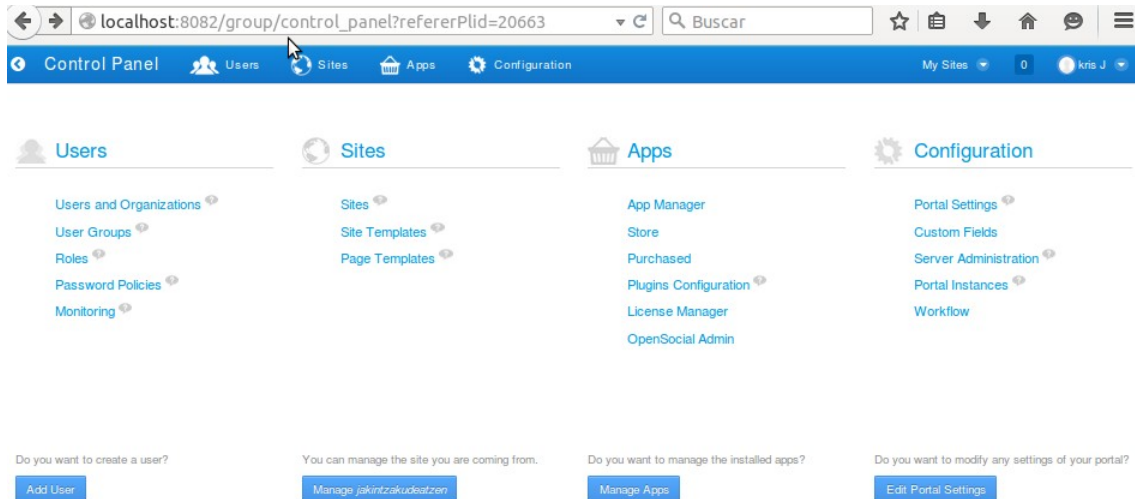 localhost:8082/group/control_panel?refererPlid=20663 Buscar
Control Panel Users Sites Apps Configuration My Sites 0 kris J
Users
Users and Organizations
User Groups
Roles
Password Policies
Monitoring
Do you want to create a user?
Add User
Sites
Sites
Site Templates
Page Templates
You can manage the site you are coming from.
Manage jakintzakudeatzen
Apps
App Manager
Store
Purchased
Plugins Configuration
License Manager
OpenSocial Admin
Do you want to manage the installed apps?
Manage Apps
Configuration
Portal Settings
Custom Fields
Server Administration
Portal Instances
Workflow
Do you want to modify any settings of your portal?
Edit Portal Settings